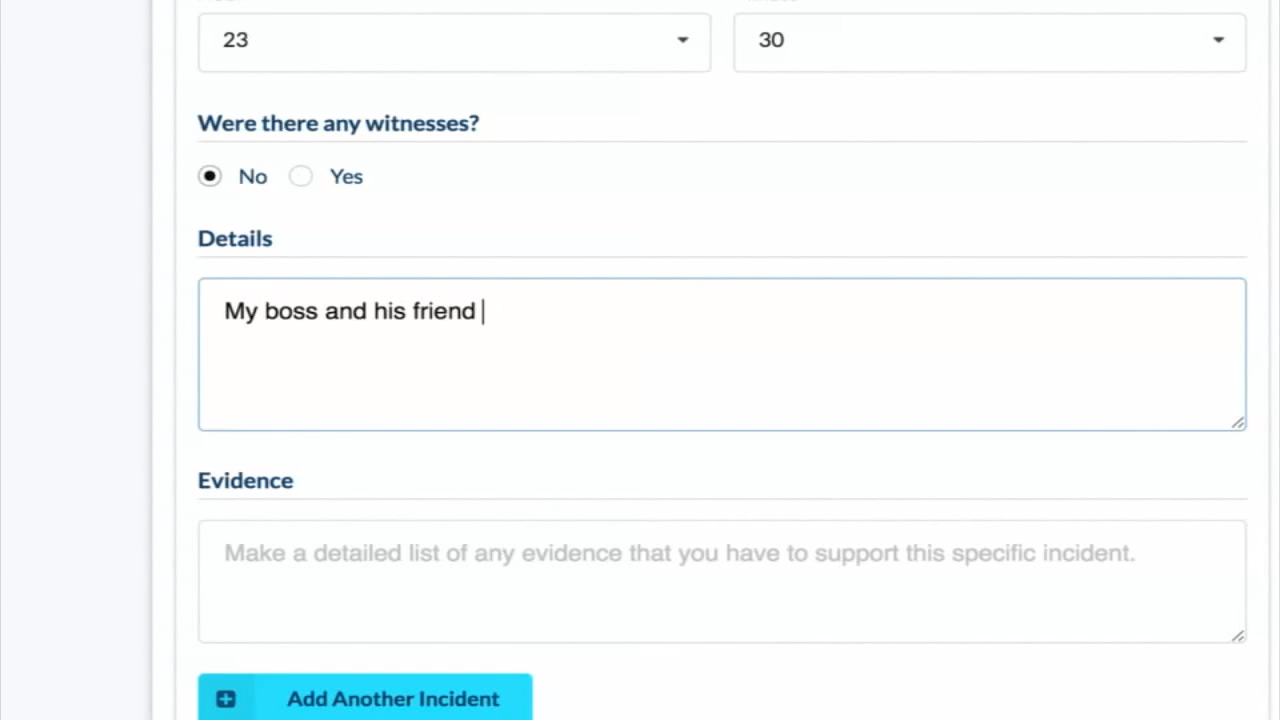 23
30
Were there any witnesses?
No
Yes
Details
My boss and his friend
Evidence
Make a detailed list of any evidence that you have to support this specific incident.
Add Another Incident